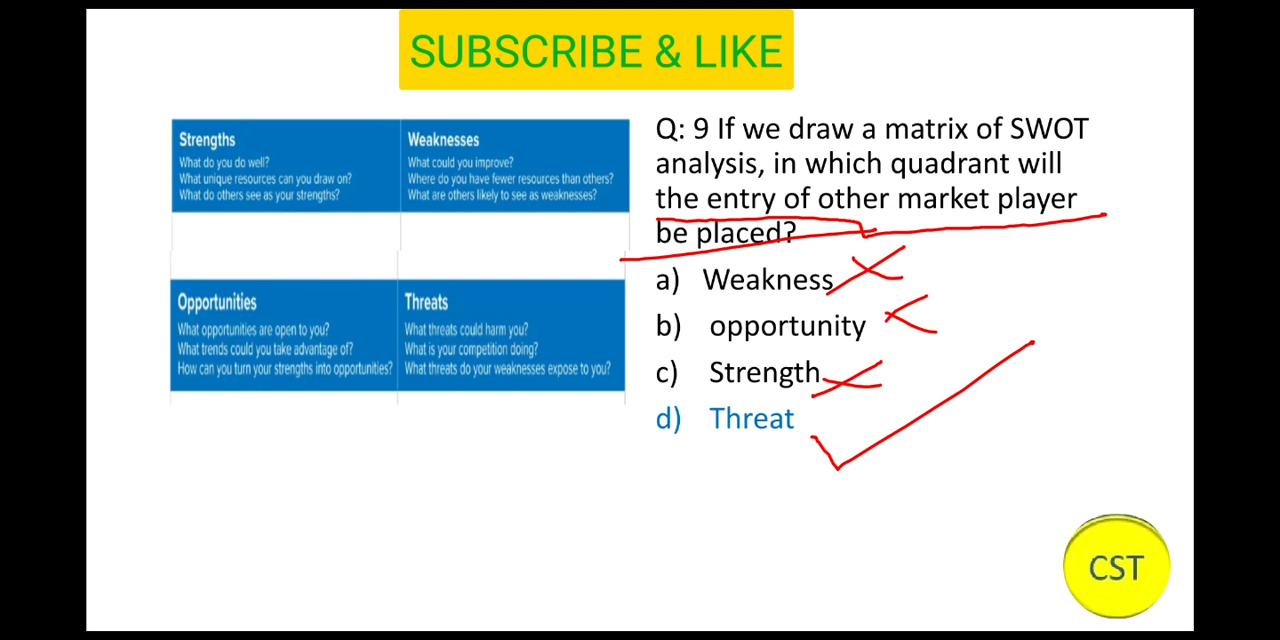 SUBSCRIBE & LIKE
Strengths
What do you do well?
What unique resources can you draw on?
What do others see as your strengths?
Weaknesses
What could you improve?
Where do you have fewer resources than others?
What are others likely to see as weaknesses?
Opportunities
What opportunities are open to you?
What trends could you take advantage of?
How can you turn your strengths into opportunities?
Threats
What threats could harm you?
What is your competition doing?
What threats do your weaknesses expose to you?
Q: 9 If we draw a matrix of SWOT
analysis, in which quadrant will
the entry of other market player
be placed?
a) Weakness
b) opportunity
c) Strength
d) Threat
CST